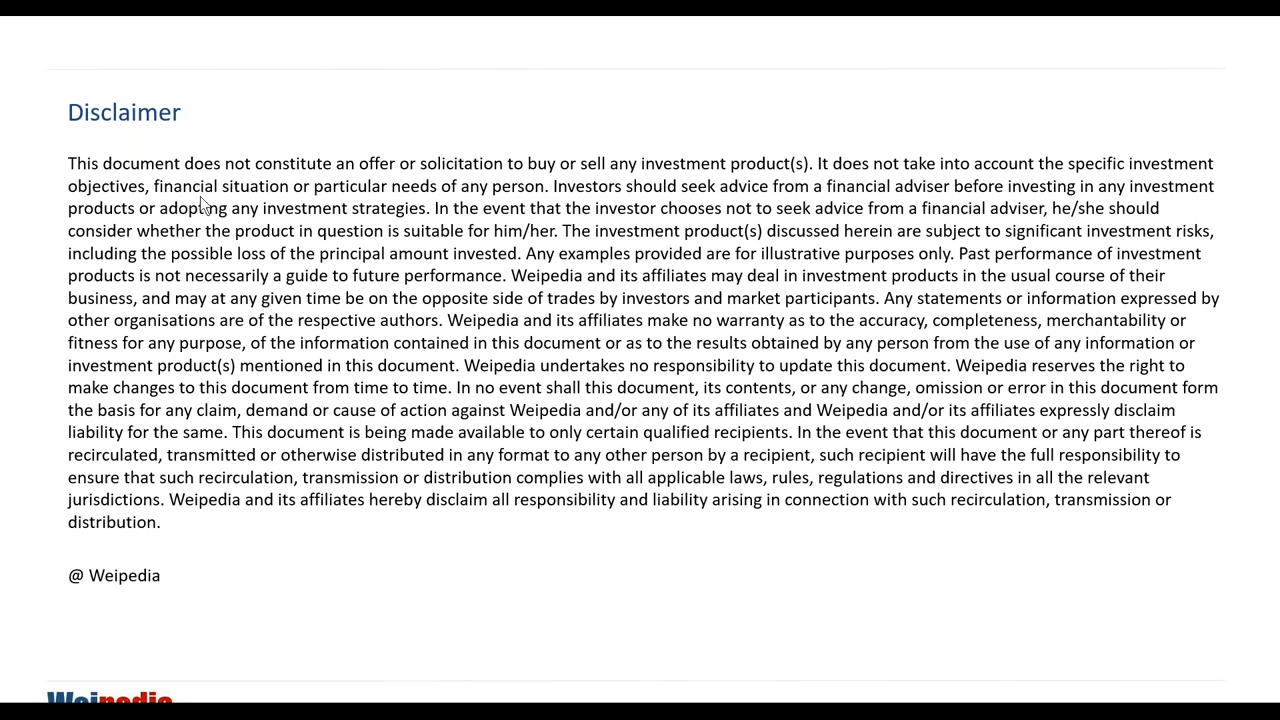 Disclaimer
This document does not constitute an offer or solicitation to buy or sell any investment product(s). It does not take into account the specific investment
objectives, financial situation or particular needs of any person. Investors should seek advice from a financial adviser before investing in any investment
products or adopting any investment strategies. In the event that the investor chooses not to seek advice from a financial adviser, he/she should
consider whether the product in question is suitable for him/her. The investment product(s) discussed herein are subject to significant investment risks,
including the possible loss of the principal amount invested. Any examples provided are for illustrative purposes only. Past performance of investment
products is not necessarily a guide to future performance. Weipedia and its affiliates may deal in investment products in the usual course of their
business, and may at any given time be on the opposite side of trades by investors and market participants. Any statements or information expressed by
other organisations are of the respective authors. Weipedia and its affiliates make no warranty as to the accuracy, completeness, merchantability or
fitness for any purpose, of the information contained in this document or as to the results obtained by any person from the use of any information or
investment product(s) mentioned in this document. Weipedia undertakes no responsibility to update this document. Weipedia reserves the right to
make changes to this document from time to time. In no event shall this document, its contents, or any change, omission or error in this document form
the basis for any claim, demand or cause of action against Weipedia and/or any of its affiliates and Weipedia and/or its affiliates expressly disclaim
liability for the same. This document is being made available to only certain qualified recipients. In the event that this document or any part thereof is
recirculated, transmitted or otherwise distributed in any format to any other person by a recipient, such recipient will have the full responsibility to
ensure that such recirculation, transmission or distribution complies with all applicable laws, rules, regulations and directives in all the relevant
jurisdictions. Weipedia and its affiliates hereby disclaim all responsibility and liability arising in connection with such recirculation, transmission or
distribution.
@ Weipedia
Weipedia